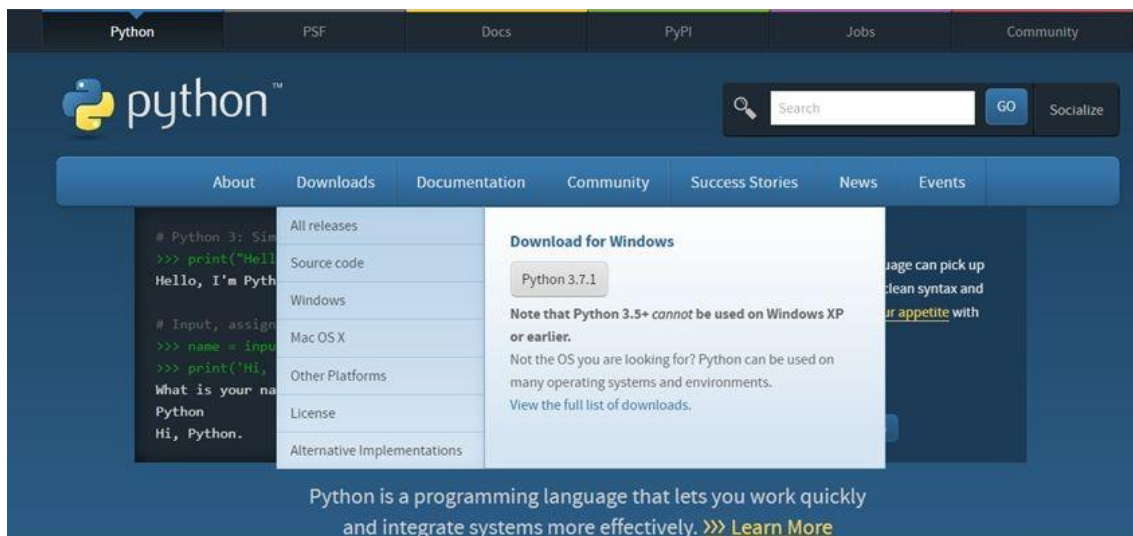 Python PSF Docs PyPI Jobs Community
python™
Search GO Socialize
About Downloads Documentation Community Success Stories News Events
# Python 3: Sim
>>> print("Hell
Hello, I'm Pyth
# Input, assign
>>> name = inpu
>>> print('Hi,
What is your na
Python
Hi, Python.
All releases
Source code
Windows
Mac OS X
Other Platforms
License
Alternative Implementations
Download for Windows
Python 3.7.1
Note that Python 3.5+ cannot be used on Windows XP
or earlier.
Not the OS you are looking for? Python can be used on
many operating systems and environments.
View the full list of downloads.
uage can pick up
clean syntax and
ur appetite with
Python is a programming language that lets you work quickly
and integrate systems more effectively. >>> Learn More